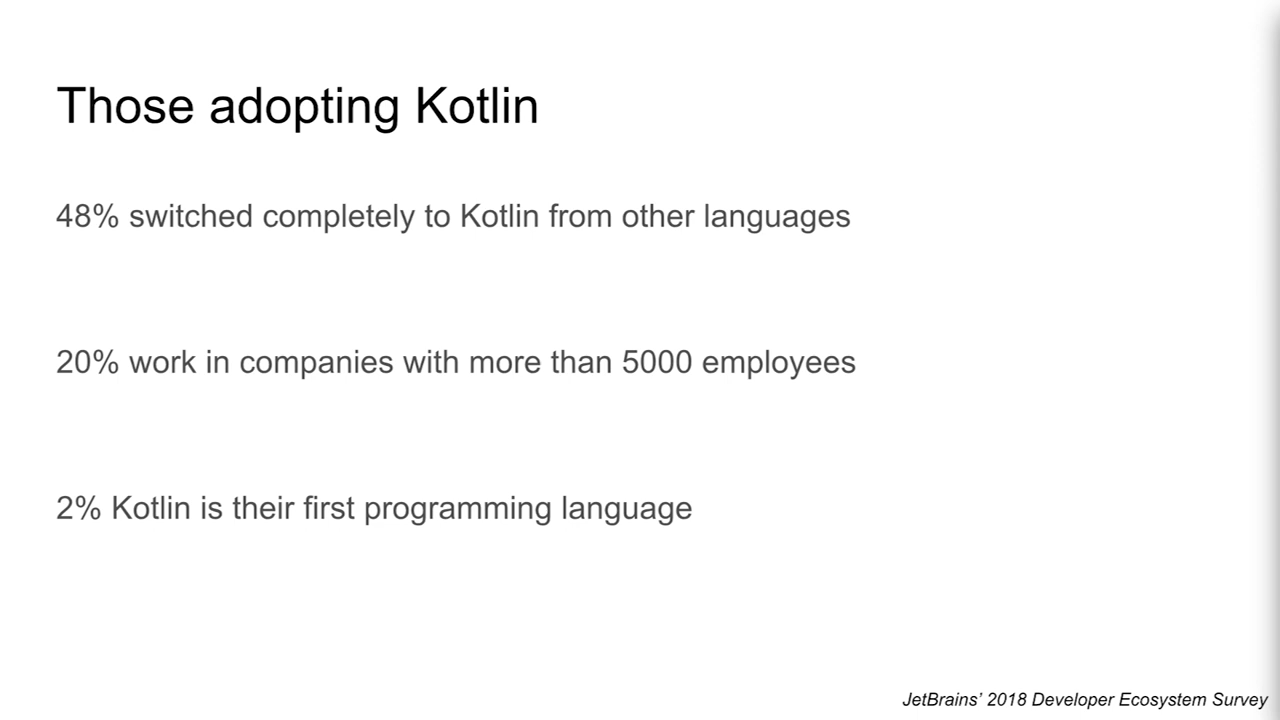 Those adopting Kotlin
48% switched completely to Kotlin from other languages
20% work in companies with more than 5000 employees
2% Kotlin is their first programming language
JetBrains’ 2018 Developer Ecosystem Survey